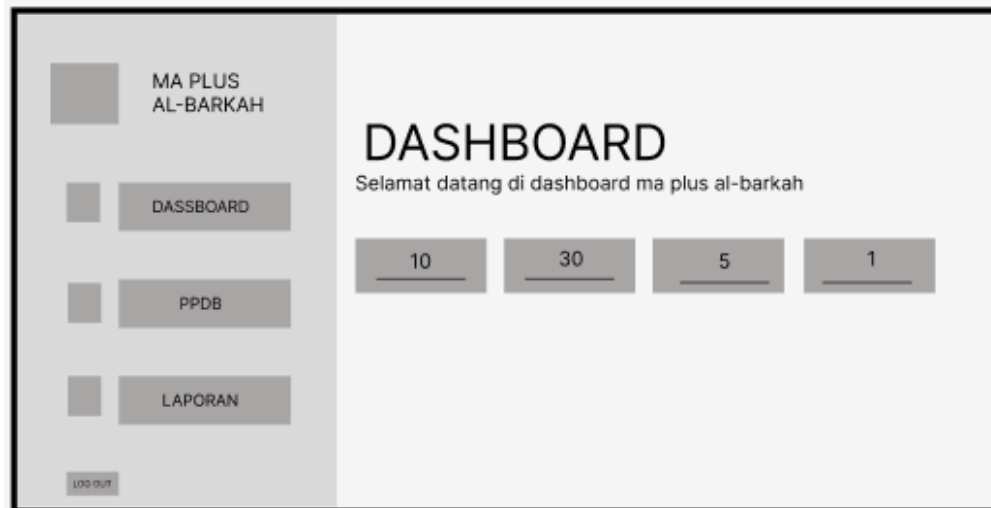 MA PLUS
AL-BARKAH
DASSBOARD
PPDB
LAPORAN
LOG OUT
DASHBOARD
Selamat datang di dashboard ma plus al-barkah
10
30
5
1